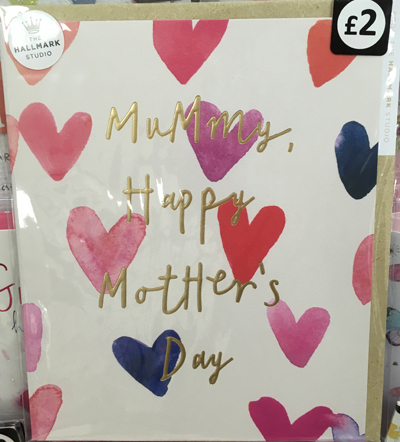 THE
HALLMARK
STUDIO
£2
Mummy,
Happy
Mother's
Day